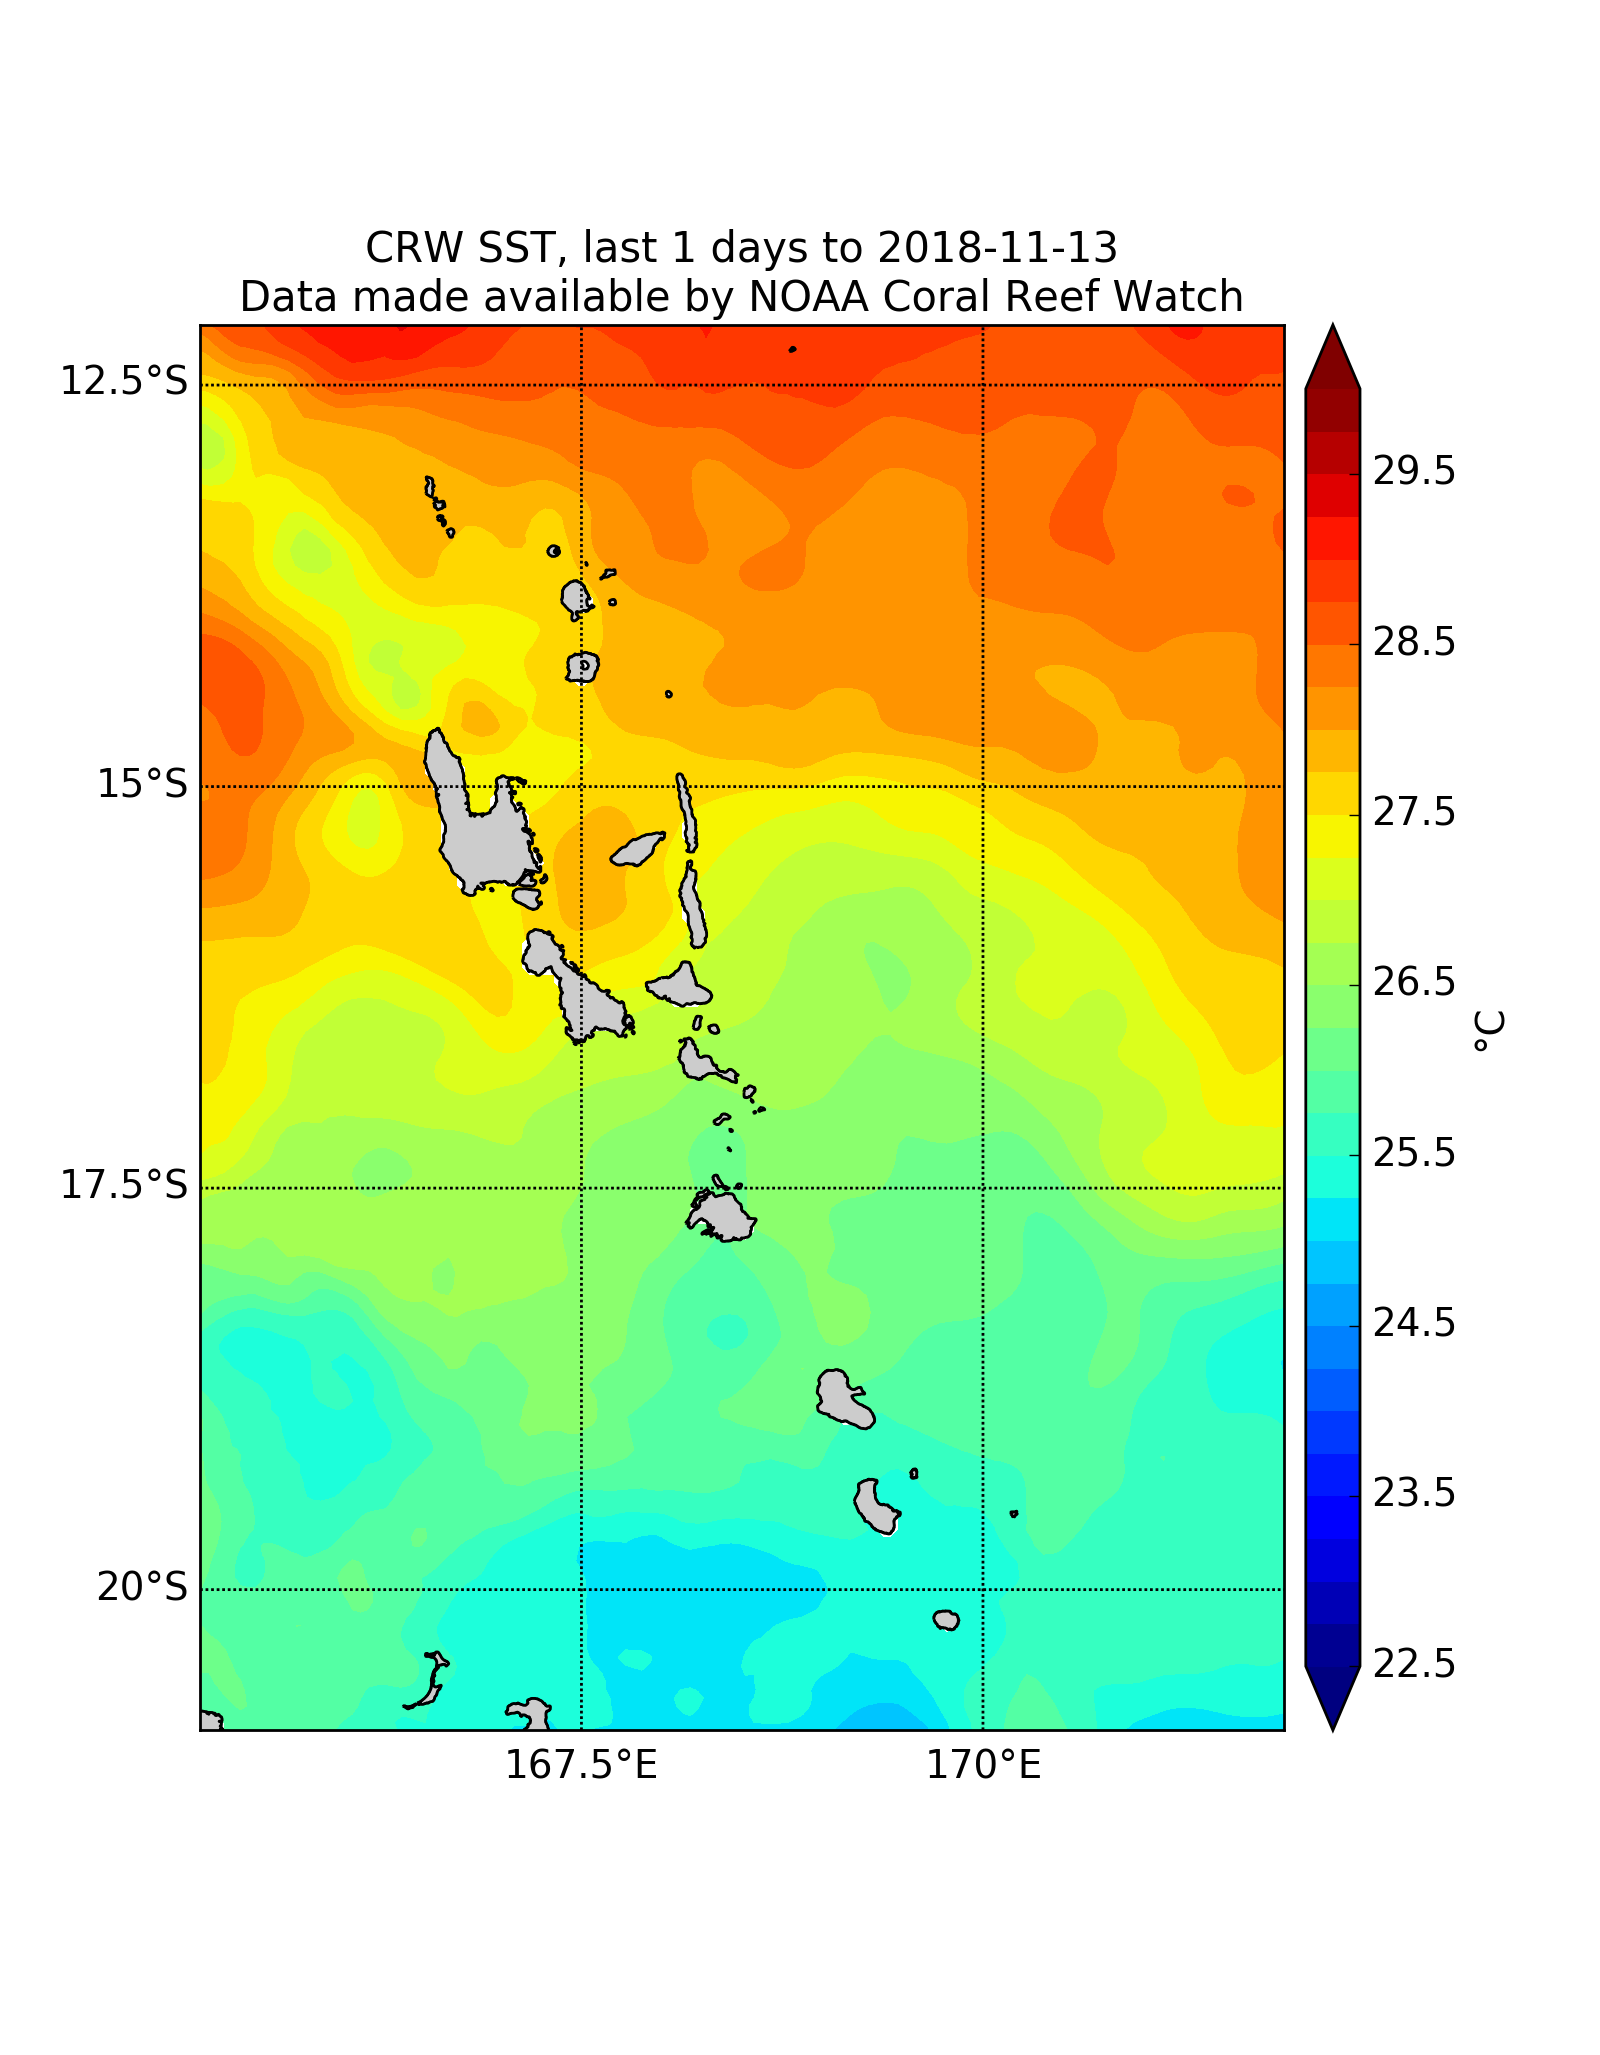 CRW SST, last 1 days to 2018-11-13
Data made available by NOAA Coral Reef Watch
12.5°S
15°S
17.5°S
20°S
167.5°E
170°E
29.5
28.5
27.5
26.5
25.5
24.5
23.5
22.5
°C